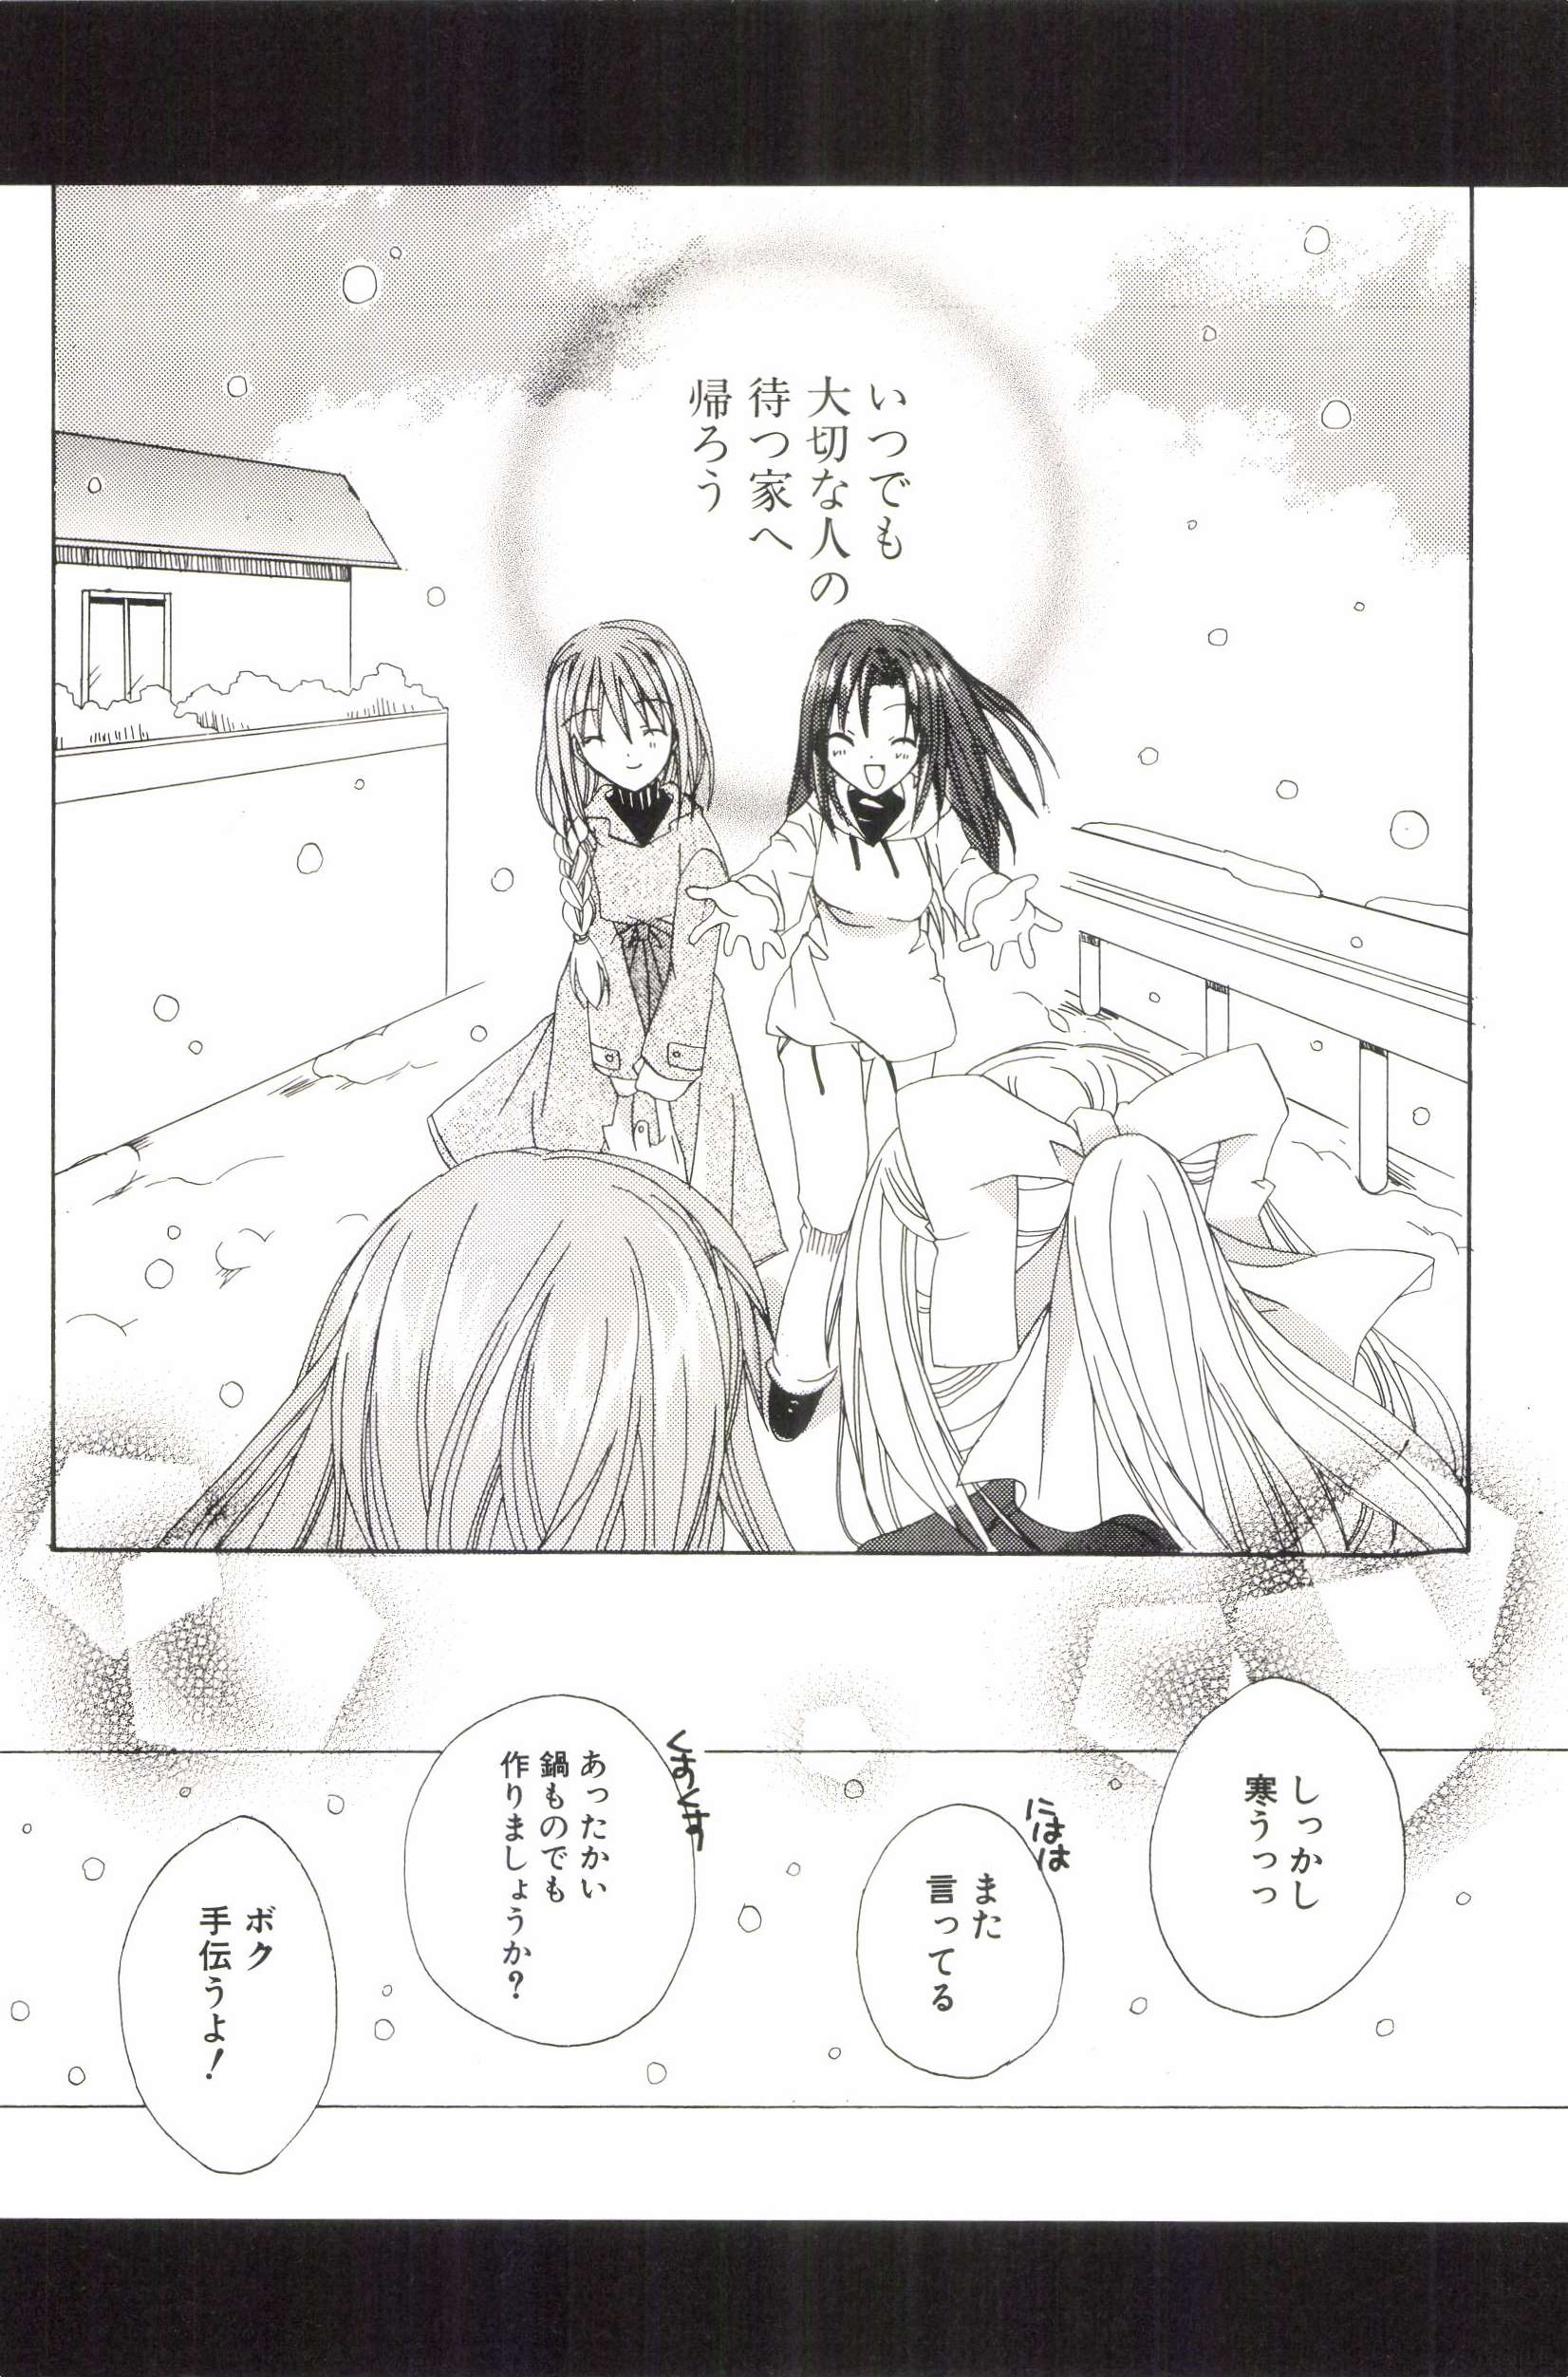 いつでも
大切な人の
待つ家へ
帰ろう
しっかし
寒うっっ
にはは
また
言ってる
くすくす
あったかい
鍋ものでも
作りましょうか?
ボク
手伝うよ!